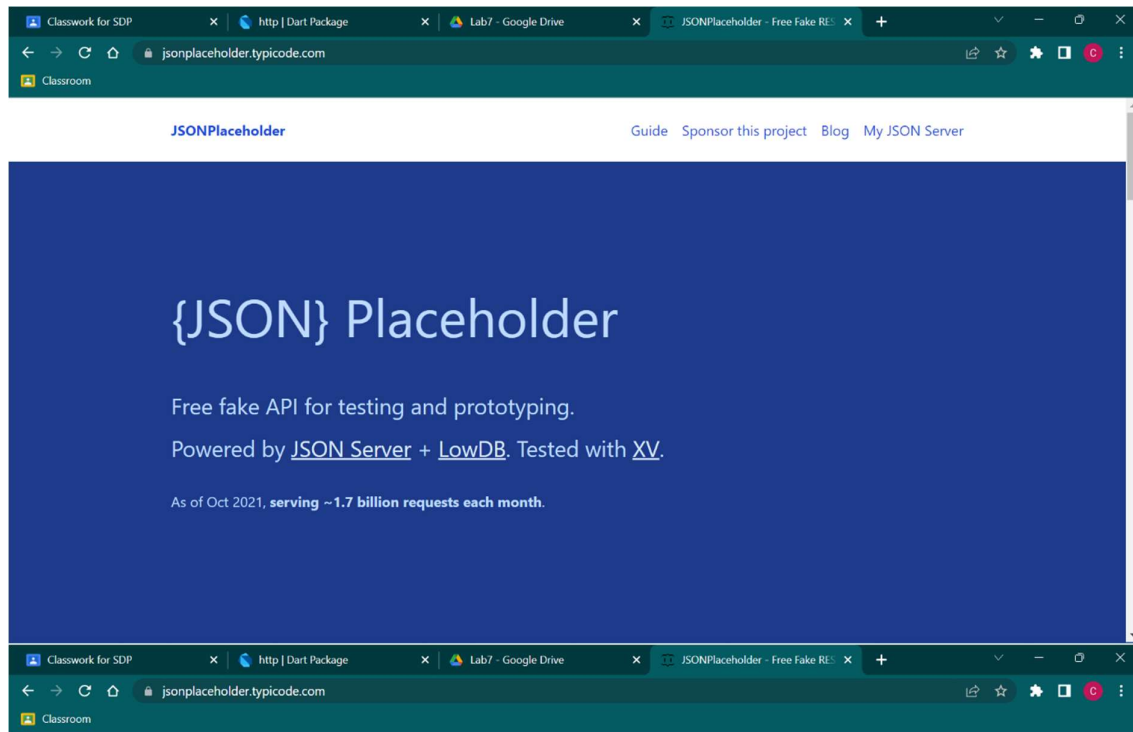 Classwork for SDP http | Dart Package Lab7 - Google Drive JSONPlaceholder - Free Fake RES
jsonplaceholder.typicode.com C
Classroom
JSONPlaceholder Guide Sponsor this project Blog My JSON Server
{JSON} Placeholder
Free fake API for testing and prototyping.
Powered by JSON Server + LowDB. Tested with XV.
As of Oct 2021, serving ~1.7 billion requests each month.
Classwork for SDP http | Dart Package Lab7 - Google Drive JSONPlaceholder - Free Fake RES
jsonplaceholder.typicode.com C
Classroom